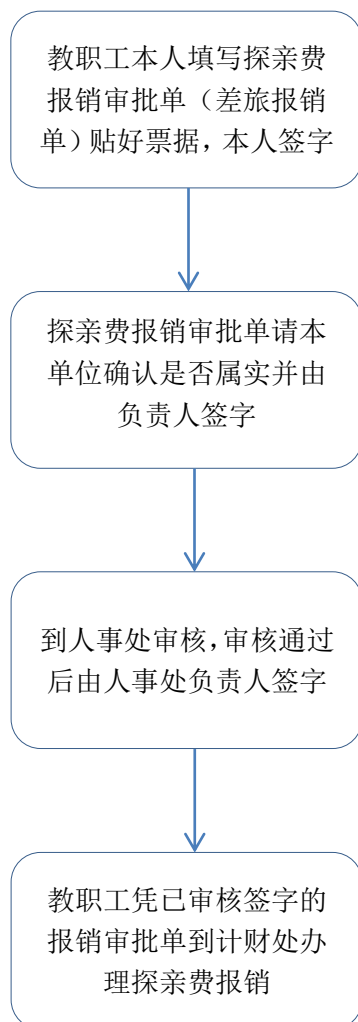 教职工本人填写探亲费
报销审批单（差旅报销
单）贴好票据，本人签字
探亲费报销审批单请本
单位确认是否属实并由
负责人签字
到人事处审核，审核通过
后由人事处负责人签字
教职工凭已审核签字的
报销审批单到计财处办
理探亲费报销